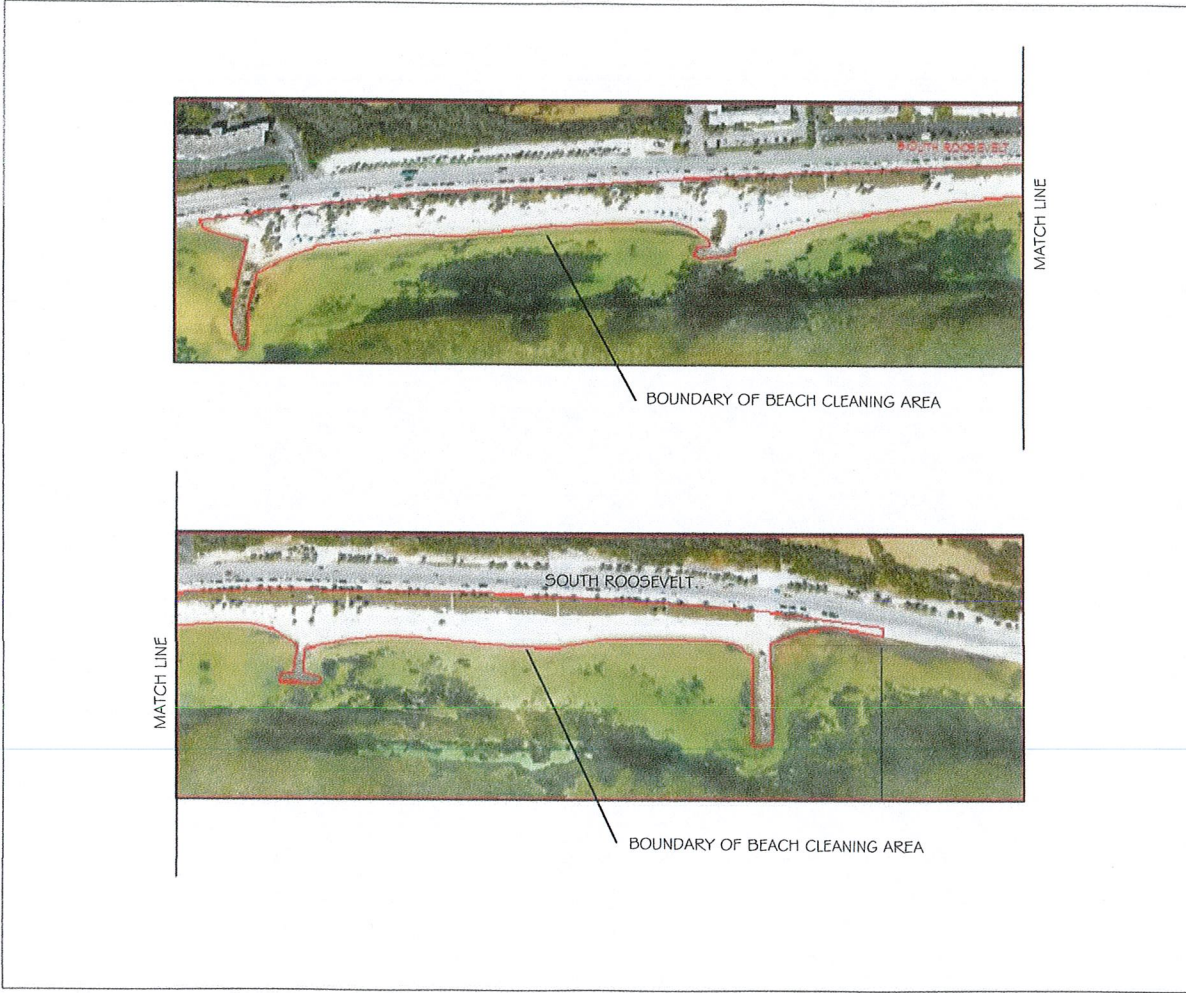 SOUTH ROOSEVELT
MATCH LINE
BOUNDARY OF BEACH CLEANING AREA
SOUTH ROOSEVELT
MATCH LINE
BOUNDARY OF BEACH CLEANING AREA